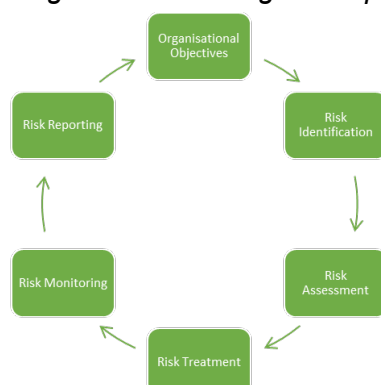 Organisational
Objectives
Risk
Identification
Risk
Assessment
Risk Treatment
Risk Monitoring
Risk Reporting